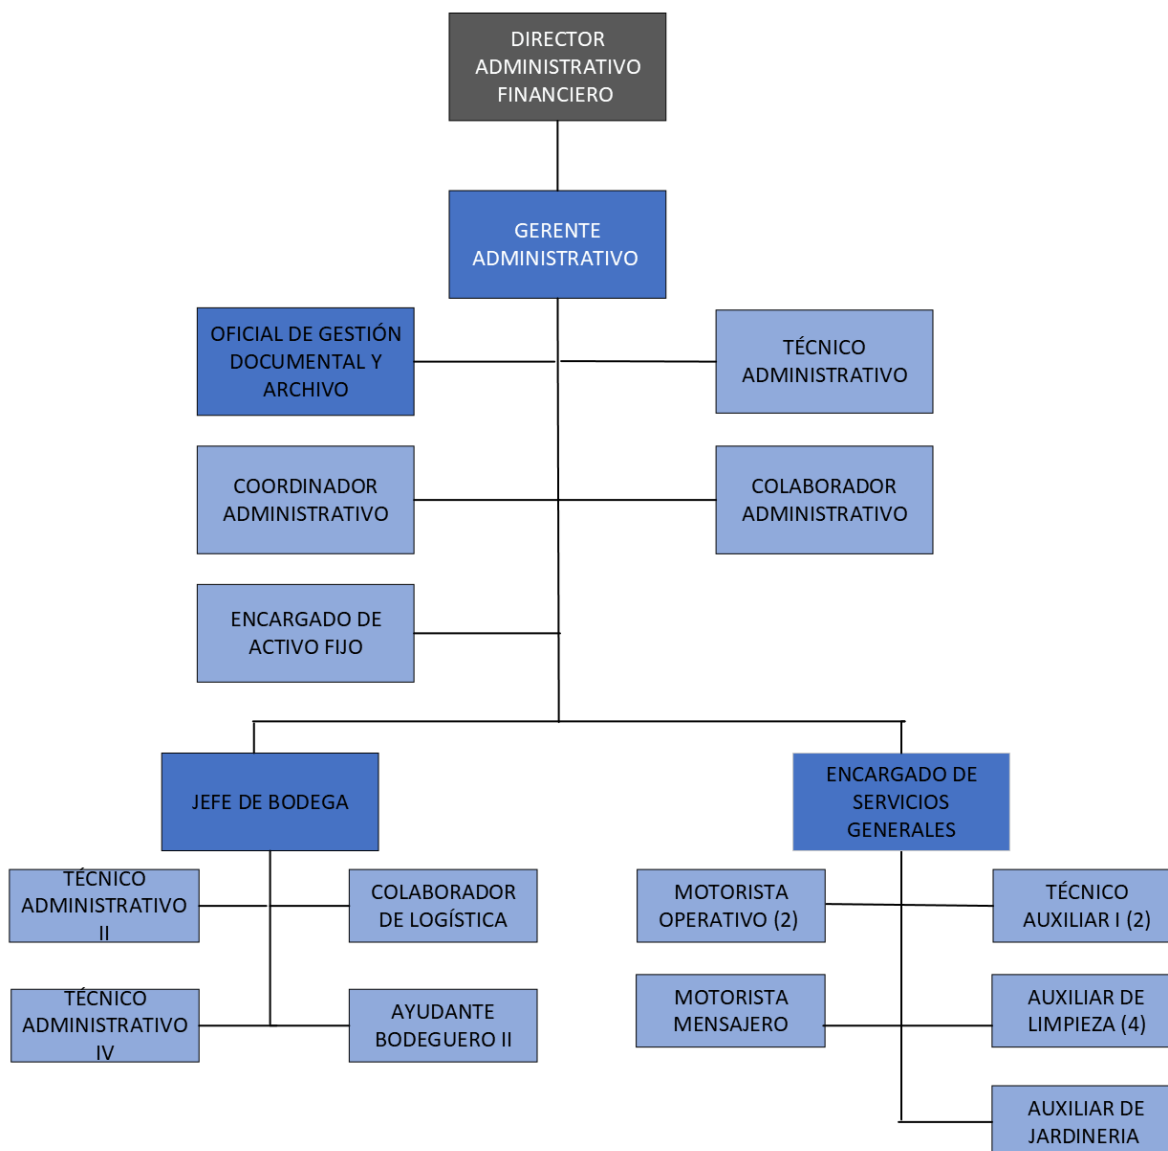 DIRECTOR
ADMINISTRATIVO
FINANCIERO
GERENTE
ADMINISTRATIVO
OFICIAL DE GESTIÓN
DOCUMENTAL Y
ARCHIVO
TÉCNICO
ADMINISTRATIVO
COORDINADOR
ADMINISTRATIVO
COLABORADOR
ADMINISTRATIVO
ENCARGADO DE
ACTIVO FIJO
JEFE DE BODEGA
ENCARGADO DE
SERVICIOS
GENERALES
TÉCNICO
ADMINISTRATIVO
II
COLABORADOR
DE LOGÍSTICA
MOTORISTA
OPERATIVO (2)
TÉCNICO
AUXILIAR I (2)
TÉCNICO
ADMINISTRATIVO
IV
AYUDANTE
BODEGUERO II
MOTORISTA
MENSAJERO
AUXILIAR DE
LIMPIEZA (4)
AUXILIAR DE
JARDINERIA